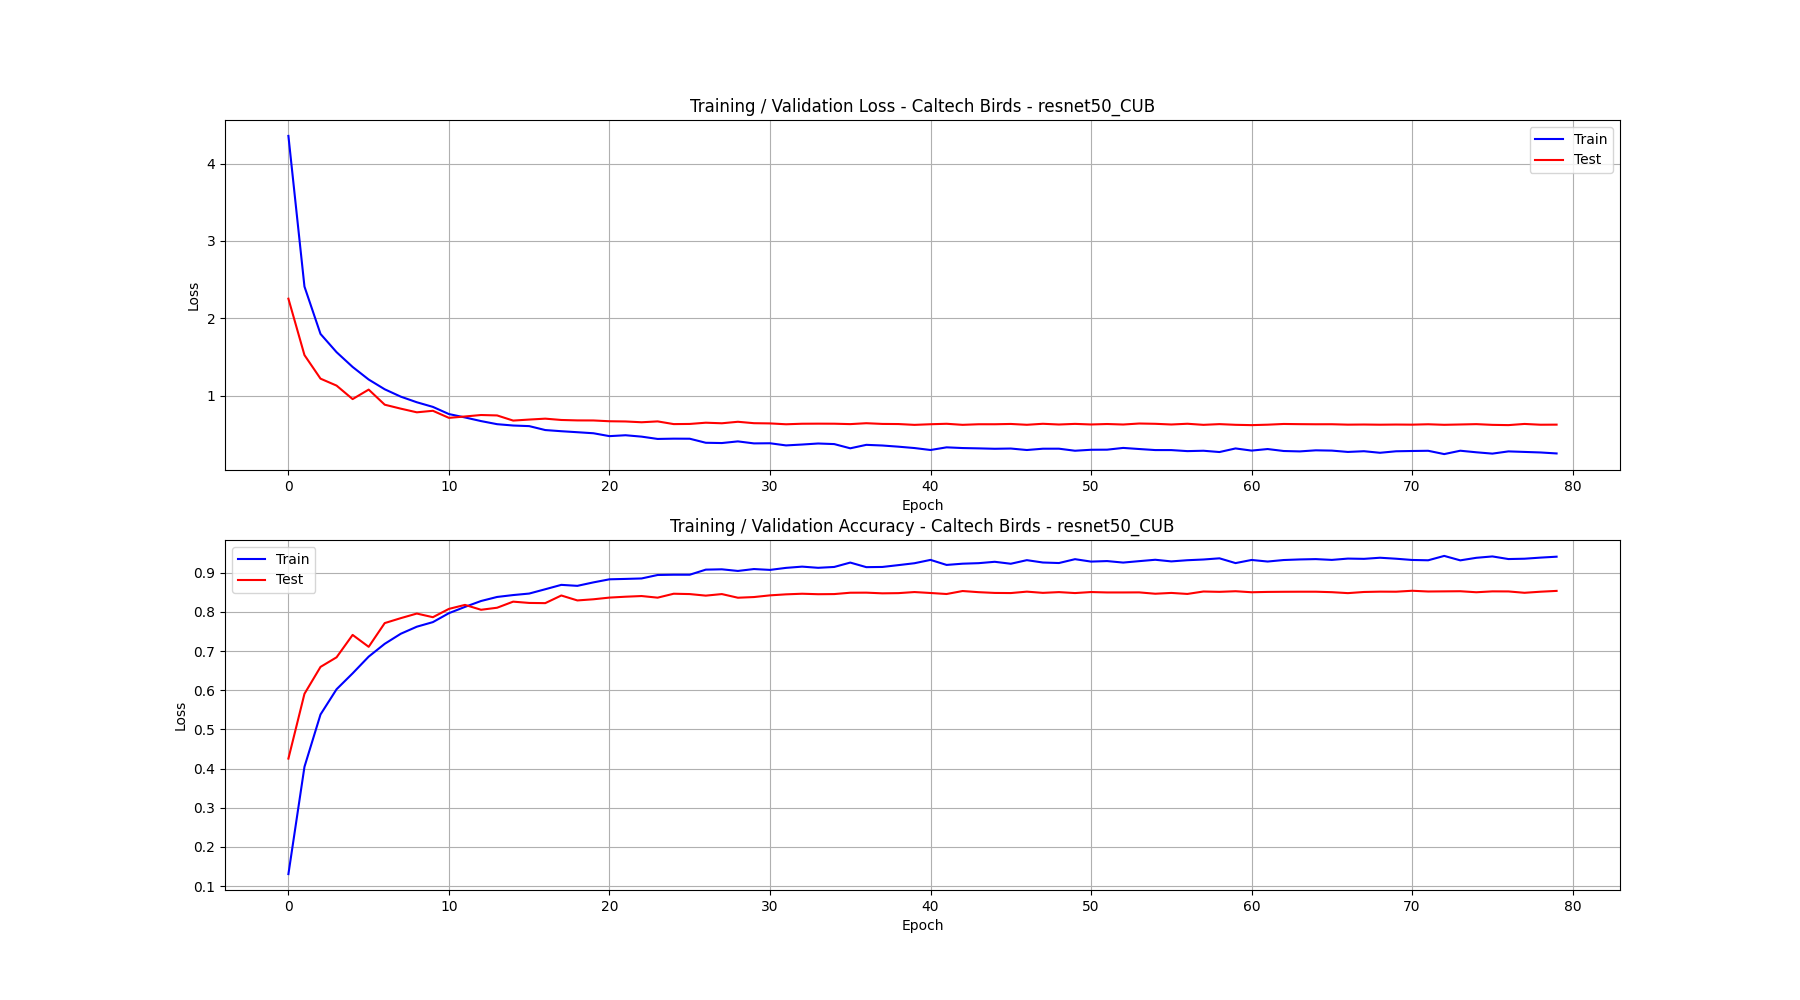 Training / Validation Loss - Caltech Birds - resnet50_CUB
Train
Test
4
3
2
1
Loss
0 10 20 30 40 50 60 70 80
Epoch
Training / Validation Accuracy - Caltech Birds - resnet50_CUB
Train
Test
0.9
0.8
0.7
0.6
0.5
0.4
0.3
0.2
0.1
Loss
0 10 20 30 40 50 60 70 80
Epoch